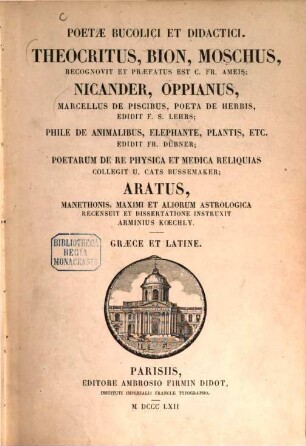 POETÆ BUCOLICI ET DIDACTICI.
THEOCRITUS, BION, MOSCHUS,
RECOGNOVIT ET PRÆFATUS EST C. FR. AMEIS;
NICANDER, OPPIANUS,
MARCELLUS DE PISCIBUS, POETA DE HERBIS,
EDIDIT F. S. LEHRS;
PHILE DE ANIMALIBUS, ELEPHANTE, PLANTIS, ETC.
EDIDIT FR. DÜBNER;
POETARUM DE RE PHYSICA ET MEDICA RELIQUIAS
COLLEGIT U. CATS BUSSEMAKER;
ARATUS,
MANETHONIS, MAXIMI ET ALIORUM ASTROLOGICA
RECENSUIT ET DISSERTATIONE INSTRUXIT
ARMINIUS KŒCHLY.
GRÆCE ET LATINE.
BIBLIOTHECA
REGIA
MONACENSIS
PARISIIS,
EDITORE AMBROSIO FIRMIN DIDOT,
INSTITUTI IMPERIALIS FRANCIÆ TYPOGRAPHO.
M DCCC LXII